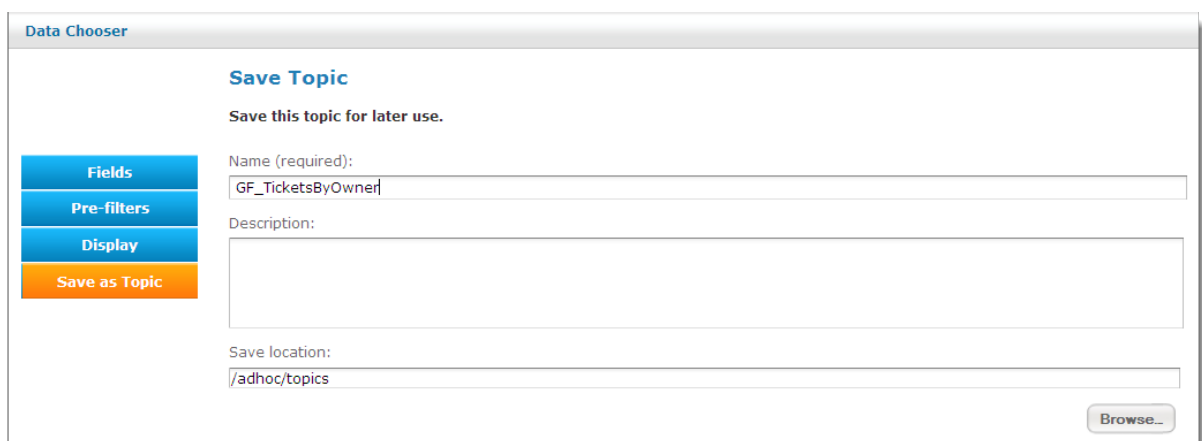 Data Chooser
Save Topic
Save this topic for later use.
Fields
Pre-filters
Display
Save as Topic
Name (required):
GF_TicketsByOwner
Description:
Save location:
/adhoc/topics
Browse...